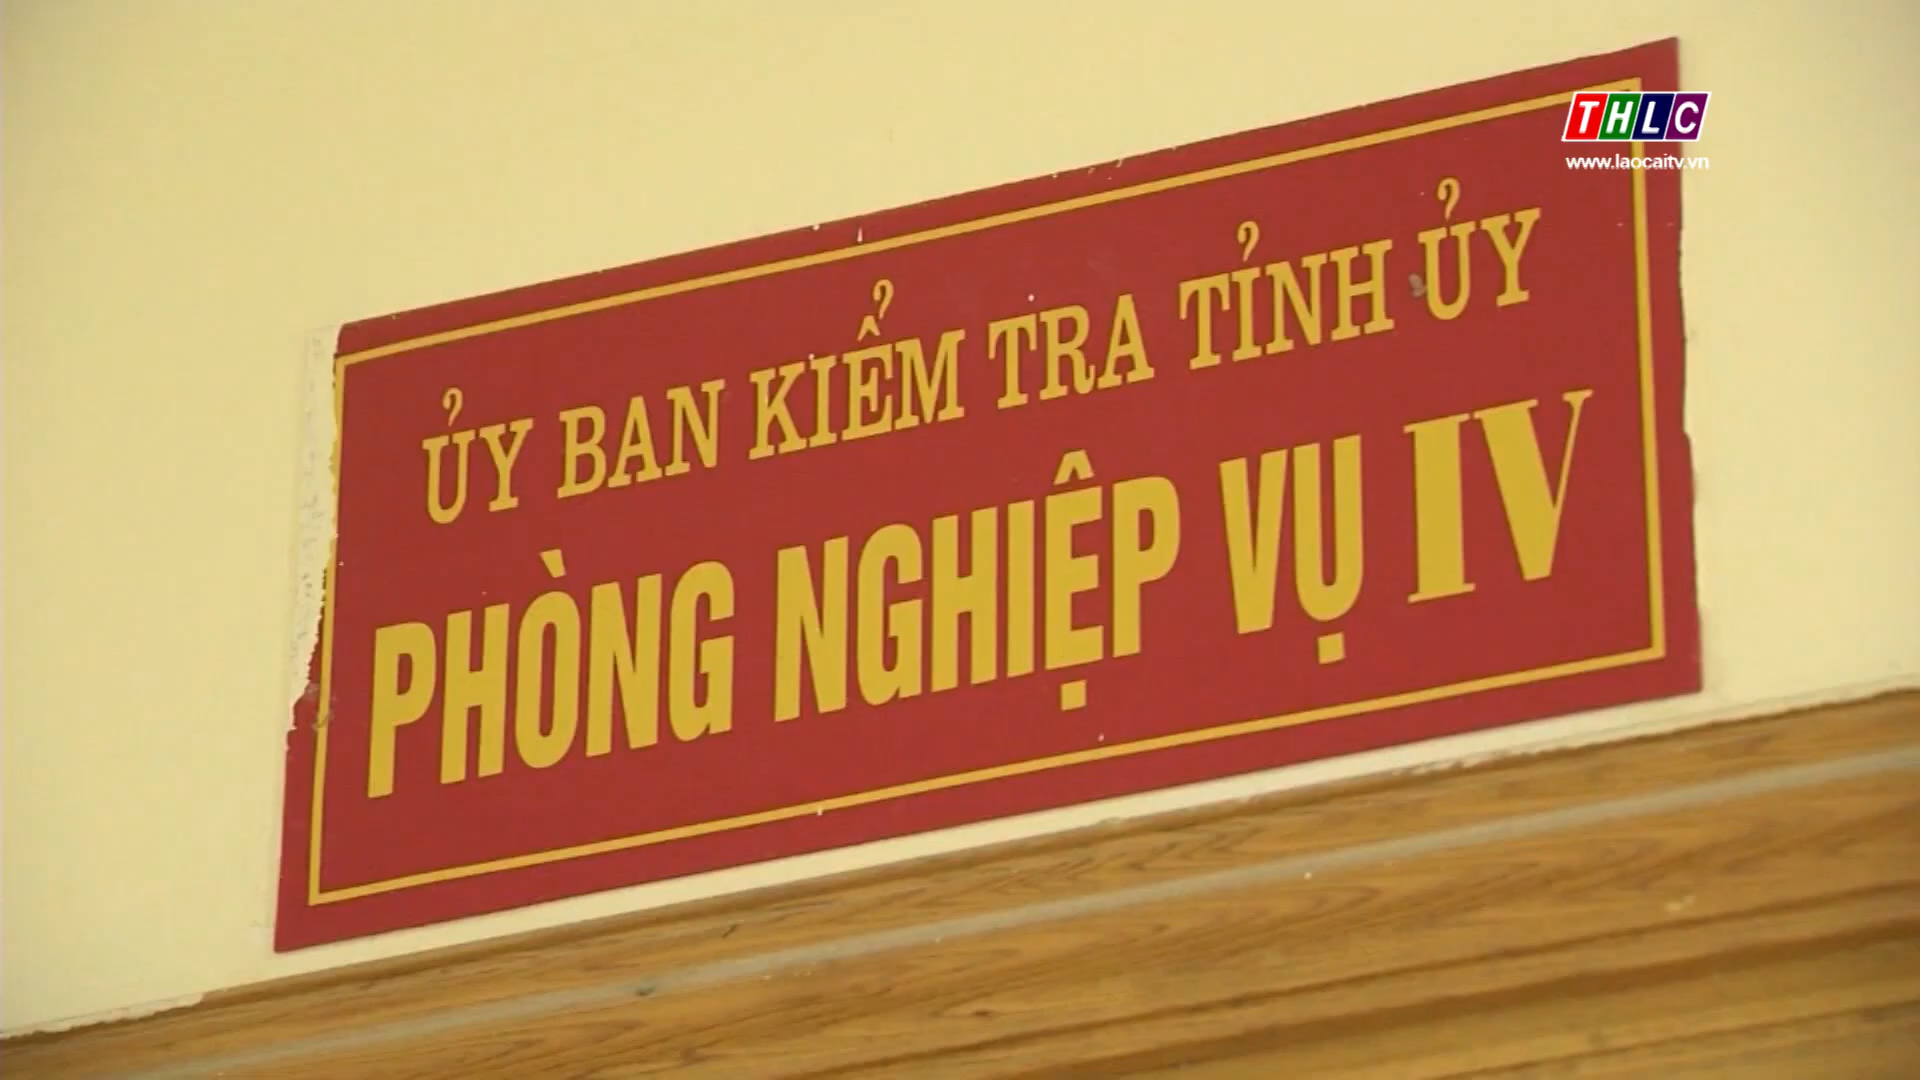 THLC
www.laocaitv.vn
ỦY BAN KIỂM TRA TỈNH ỦY
PHÒNG NGHIỆP VỤ IV